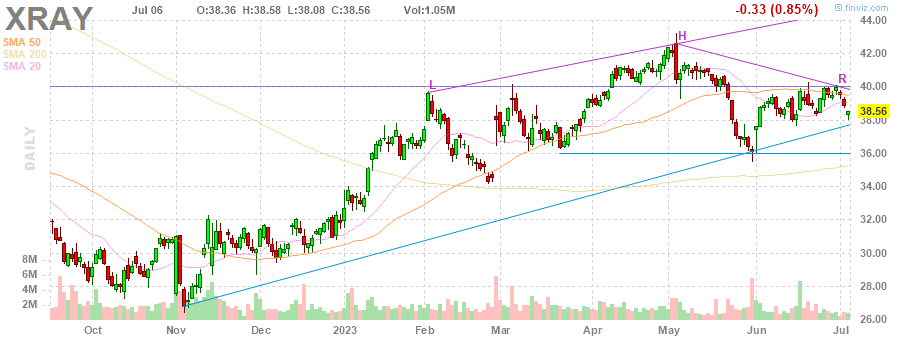 XRAY Jul 06 O:38.36 H:38.58 L:38.08 C:38.56 Vol:1.05M -0.33 (0.85%) © finviz.com
SMA 50
SMA 200
SMA 20
DAILY
L
H
R
44.00
42.00
40.00
38.56
38.00
36.00
34.00
32.00
30.00
28.00
26.00
8M
6M
4M
2M
Oct Nov Dec 2023 Feb Mar Apr May Jun Jul